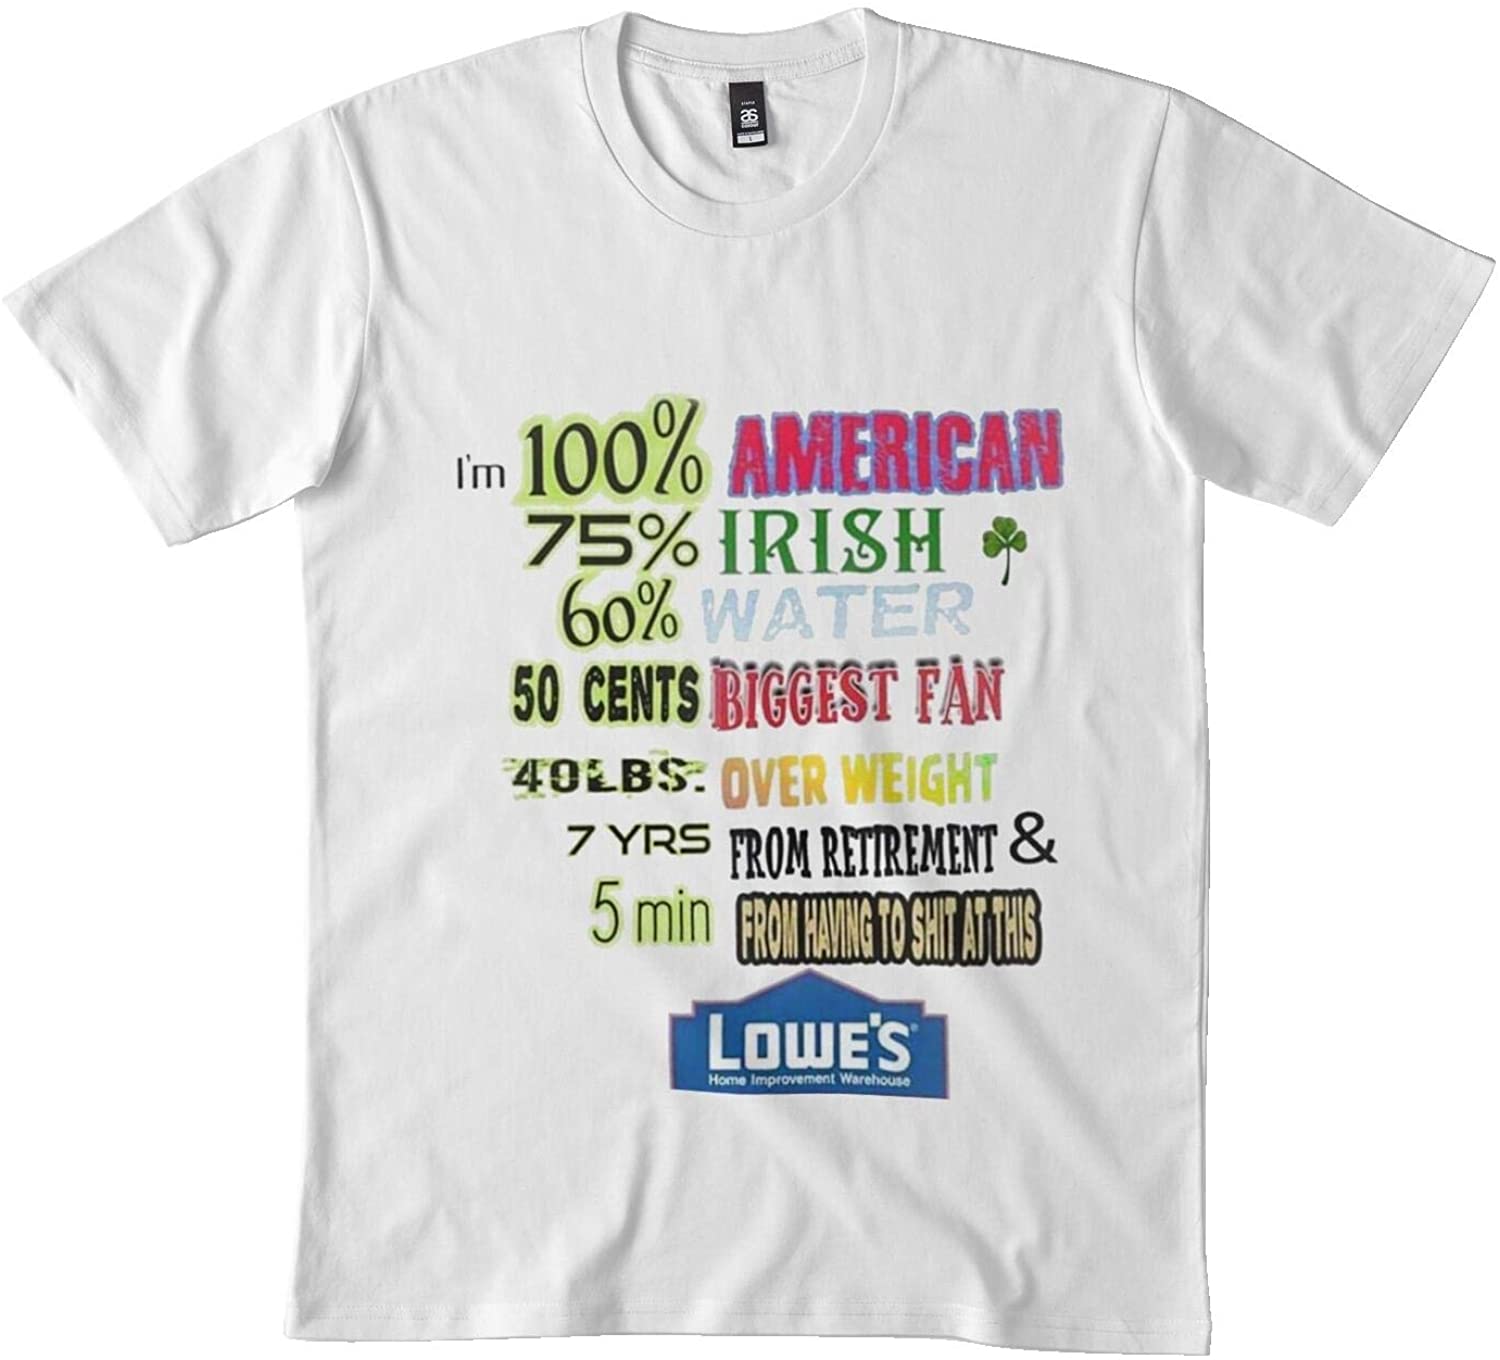 I'm 100% AMERICAN
75% IRISH
60% WATER
50 CENTS BIGGEST FAN
40LBS. OVER WEIGHT
7 YRS FROM RETIREMENT &
5 min FROM HAVING TO SHIT AT THIS
LOWE'S®
Home Improvement Warehouse